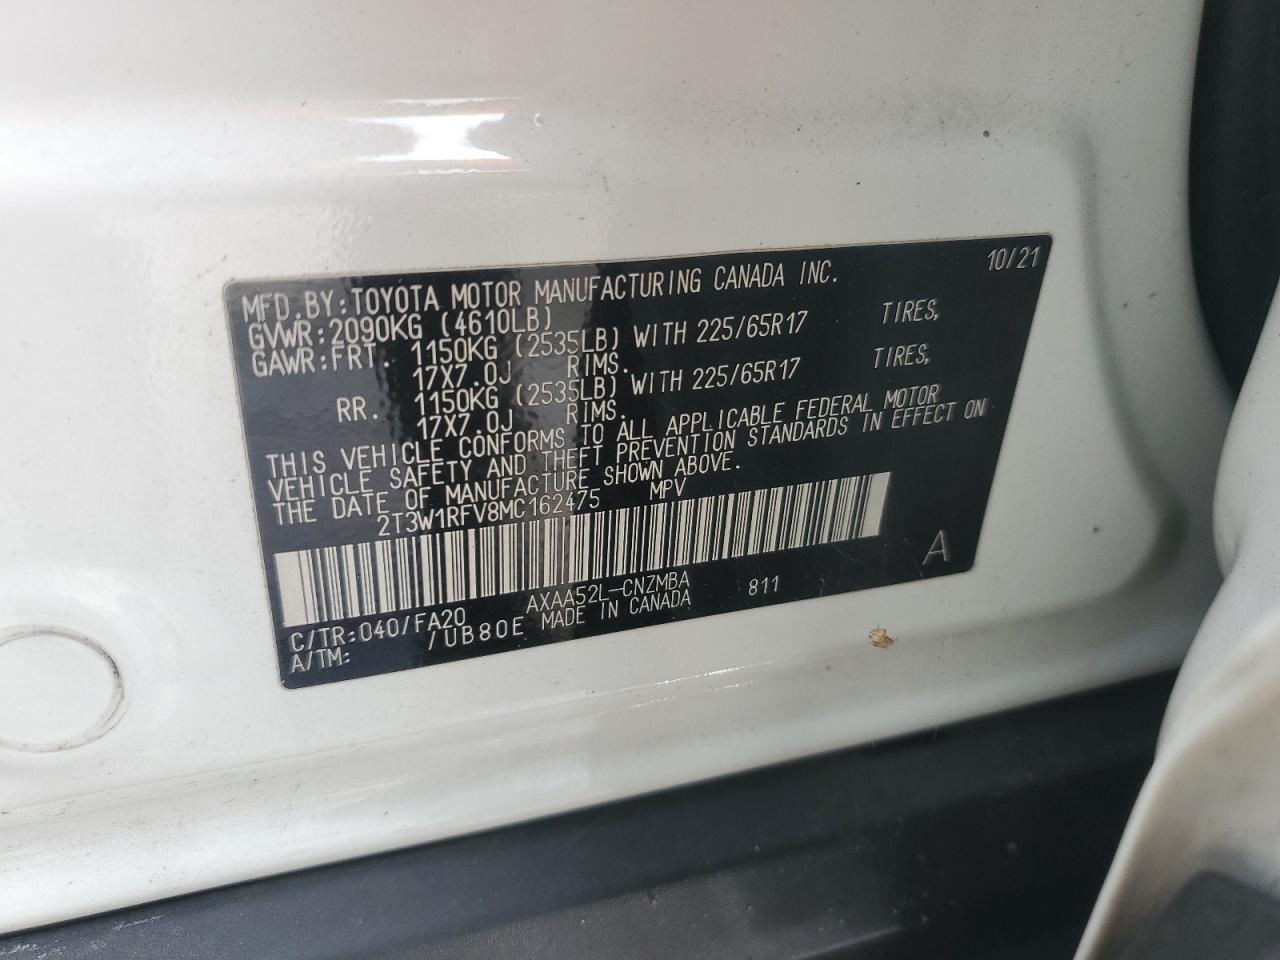 MFD.BY:TOYOTA MOTOR MANUFACTURING CANADA INC. 10/21
GVWR:2090KG (4610LB)
GAWR:FRT. 1150KG (2535LB) WITH 225/65R17 TIRES,
17X7.0J RIMS.
RR. 1150KG (2535LB) WITH 225/65R17 TIRES,
17X7.0J RIMS.
THIS VEHICLE CONFORMS TO ALL APPLICABLE FEDERAL MOTOR
VEHICLE SAFETY AND THEFT PREVENTION STANDARDS IN EFFECT ON
THE DATE OF MANUFACTURE SHOWN ABOVE.
2T3W1RFV8MC162475 MPV
A
C/TR:040/FA20 AXAA52L-CNZMBA 811
A/TM: /UB80E MADE IN CANADA